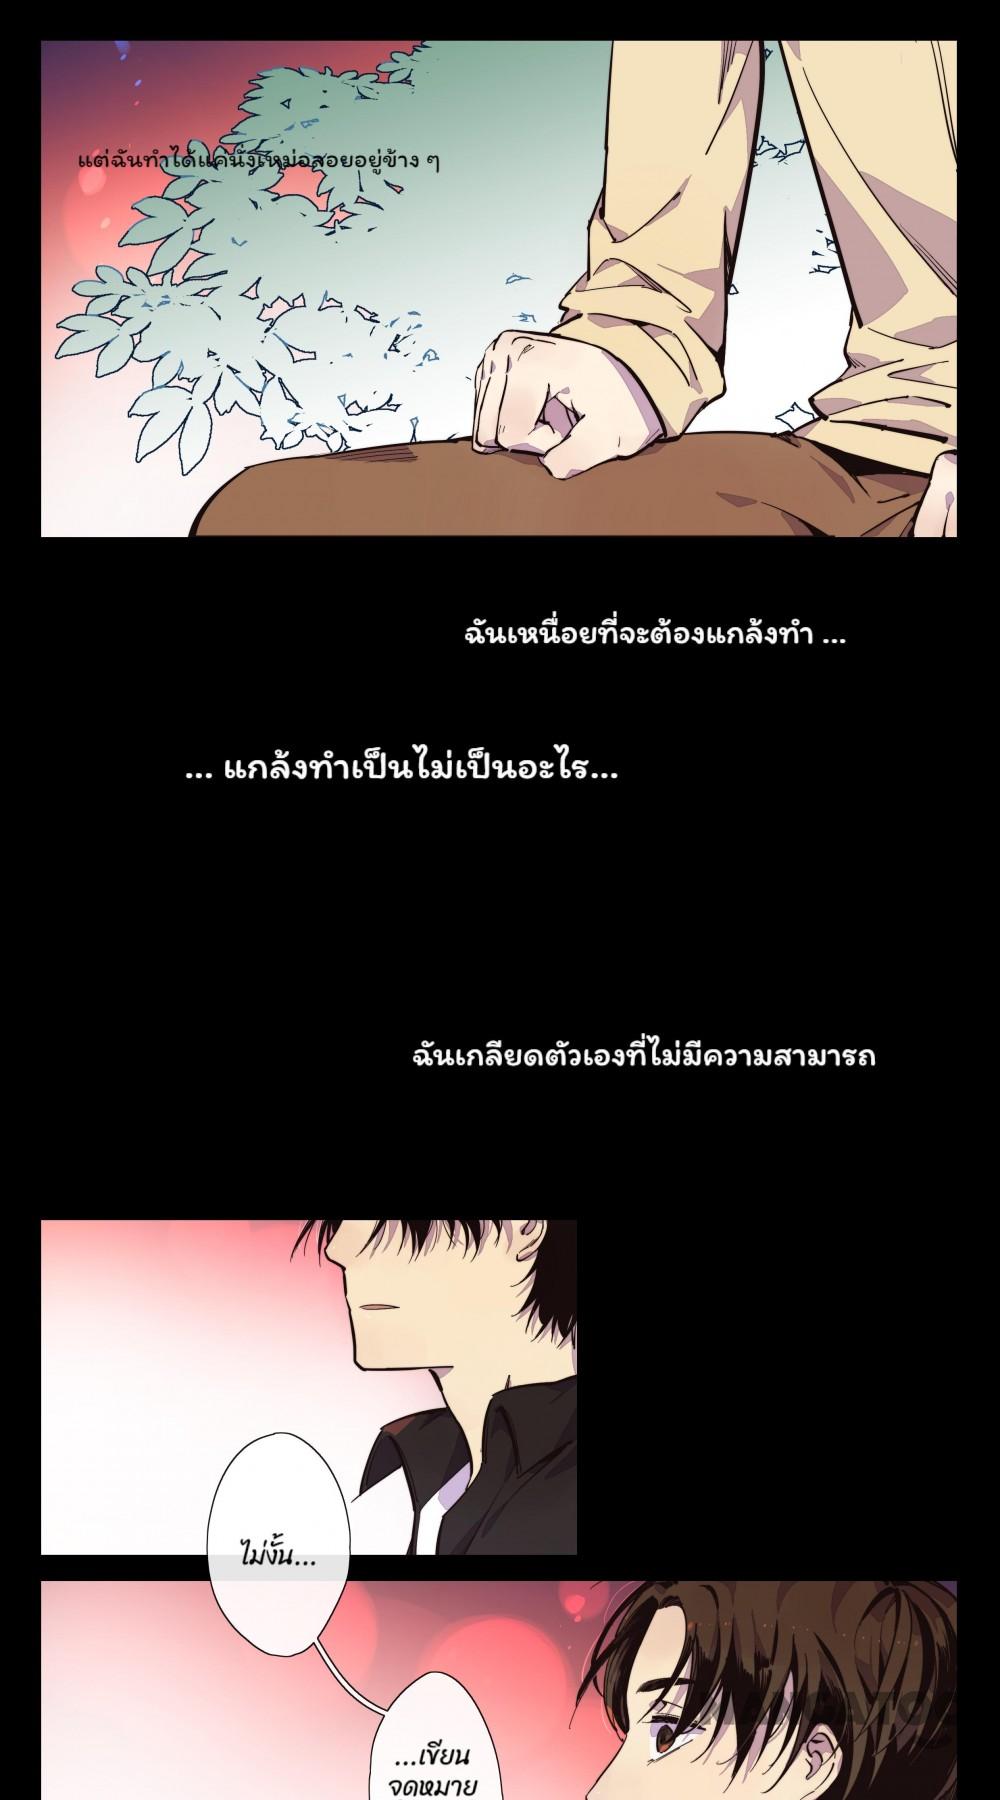 แต่ฉันทำได้แค่นั่งเหม่อลอยอยู่ข้าง ๆ
ฉันเหนื่อยที่จะต้องแกล้งทำ ...
... แกล้งทำเป็นไม่เป็นอะไร...
ฉันเกลียดตัวเองที่ไม่มีความสามารถ
ไม่งั้น...
...เขียน
จดหมาย